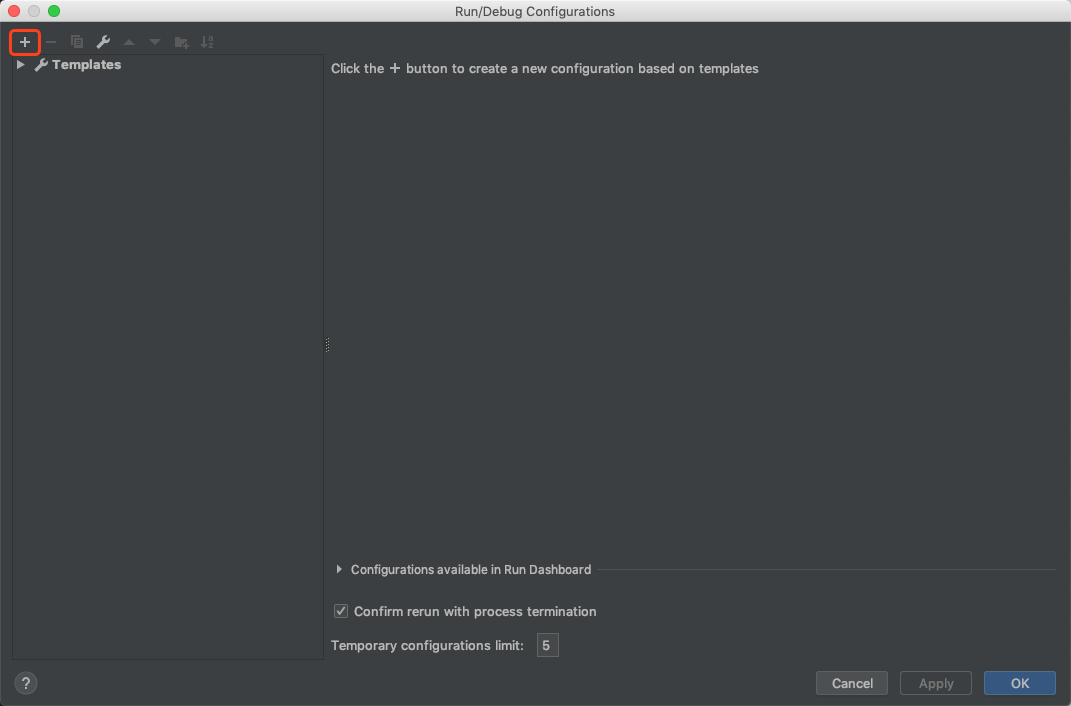 Run/Debug Configurations
Templates
Click the + button to create a new configuration based on templates
Configurations available in Run Dashboard
Confirm rerun with process termination
Temporary configurations limit: 5
? Cancel Apply OK